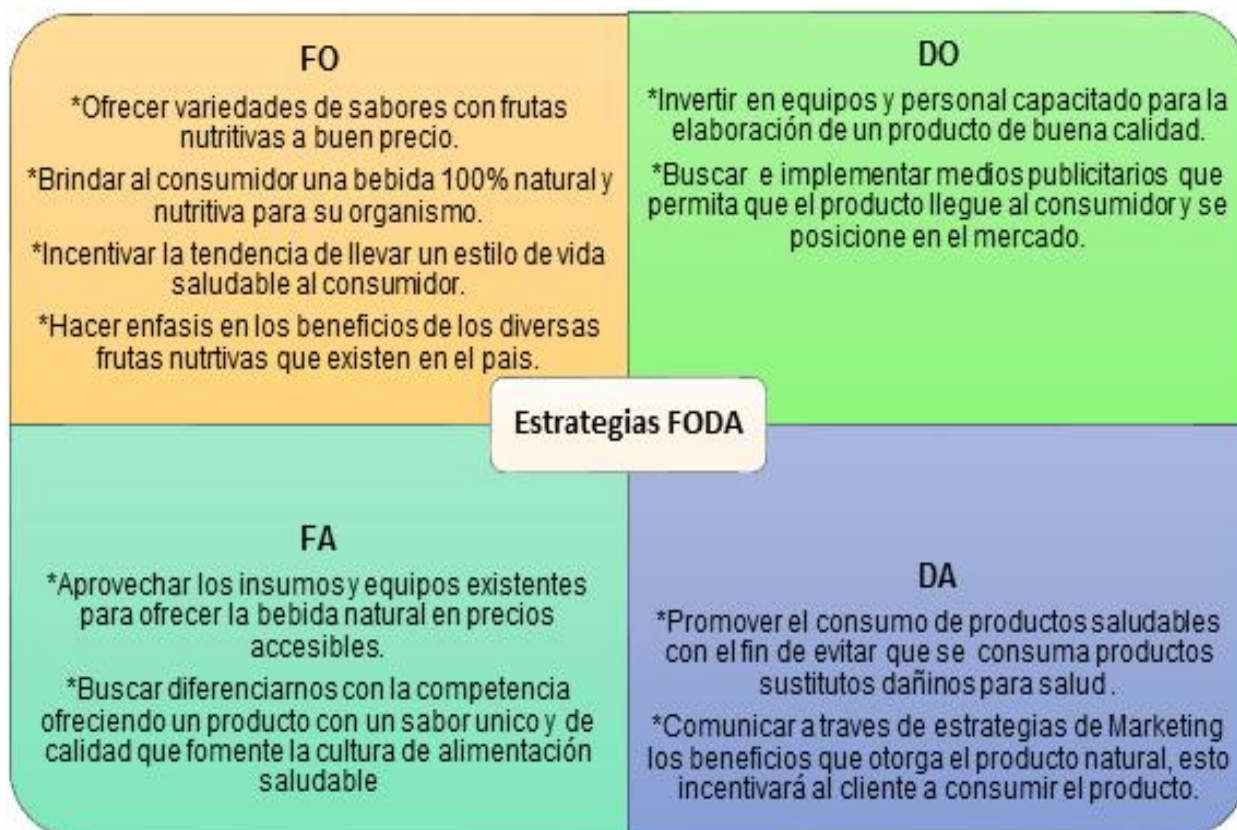 FO
*Ofrecer variedades de sabores con frutas
nutritivas a buen precio.
*Brindar al consumidor una bebida 100% natural y
nutritiva para su organismo.
*Incentivar la tendencia de llevar un estilo de vida
saludable al consumidor.
*Hacer enfasis en los beneficios de los diversas
frutas nutrtivas que existen en el pais.
DO
*Invertir en equipos y personal capacitado para la
elaboración de un producto de buena calidad.
*Buscar e implementar medios publicitarios que
permita que el producto llegue al consumidor y se
posicione en el mercado.
Estrategias FODA
FA
*Aprovechar los insumos y equipos existentes
para ofrecer la bebida natural en precios
accesibles.
*Buscar diferenciarnos con la competencia
ofreciendo un producto con un sabor unico y de
calidad que fomente la cultura de alimentación
saludable
DA
*Promover el consumo de productos saludables
con el fin de evitar que se consuma productos
sustitutos dañinos para salud.
*Comunicar a traves de estrategias de Marketing
los beneficios que otorga el producto natural, esto
incentivará al cliente a consumir el producto.